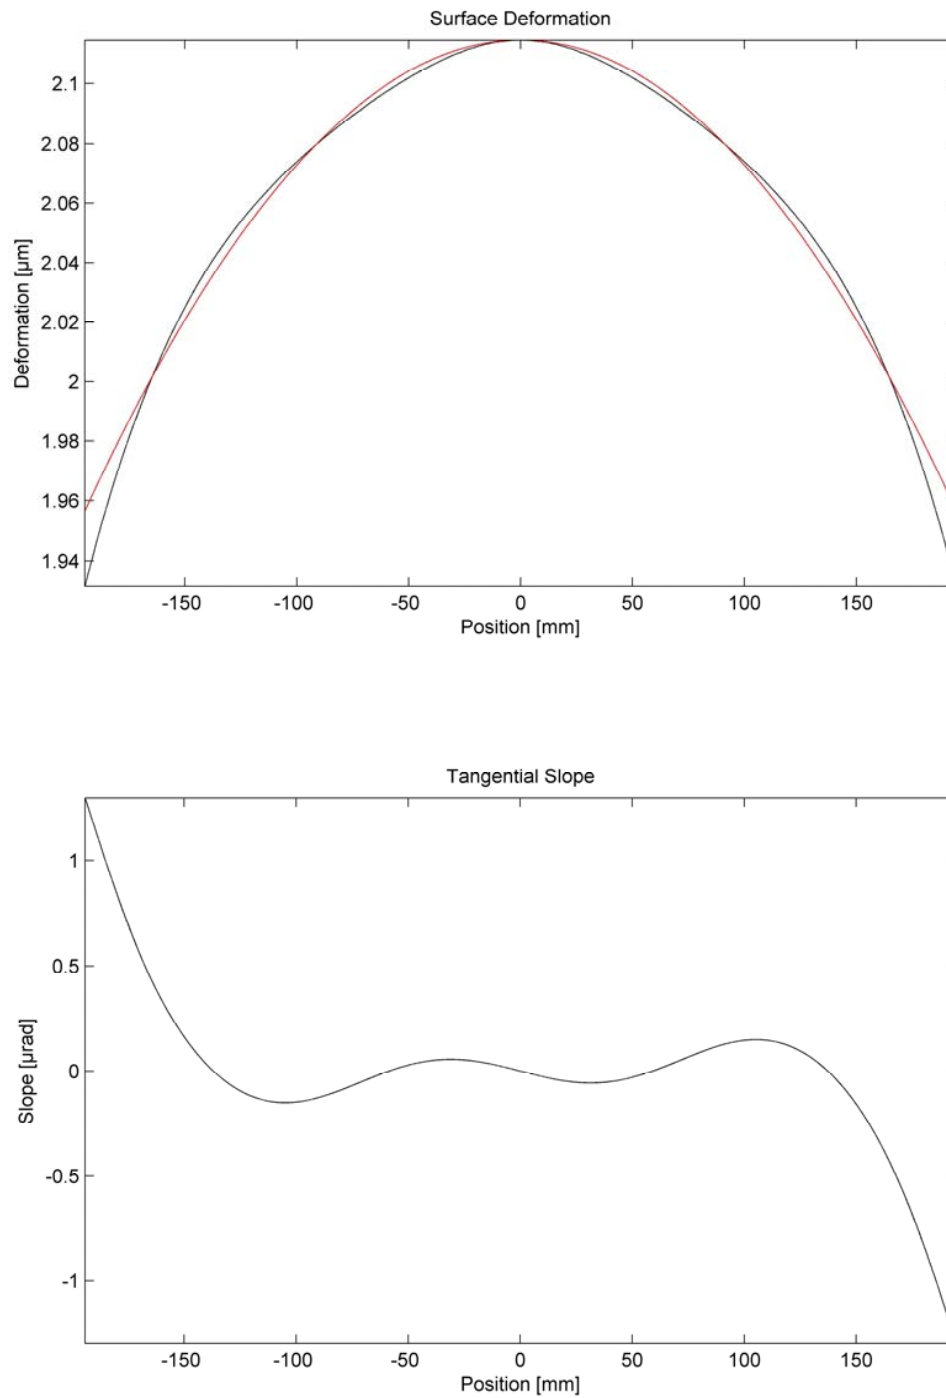 Surface Deformation
2.1
2.08
2.06
2.04
2.02
2
1.98
1.96
1.94
Deformation [μm]
-150 -100 -50 0 50 100 150
Position [mm]
Tangential Slope
1
0.5
0
-0.5
-1
Slope [μrad]
-150 -100 -50 0 50 100 150
Position [mm]